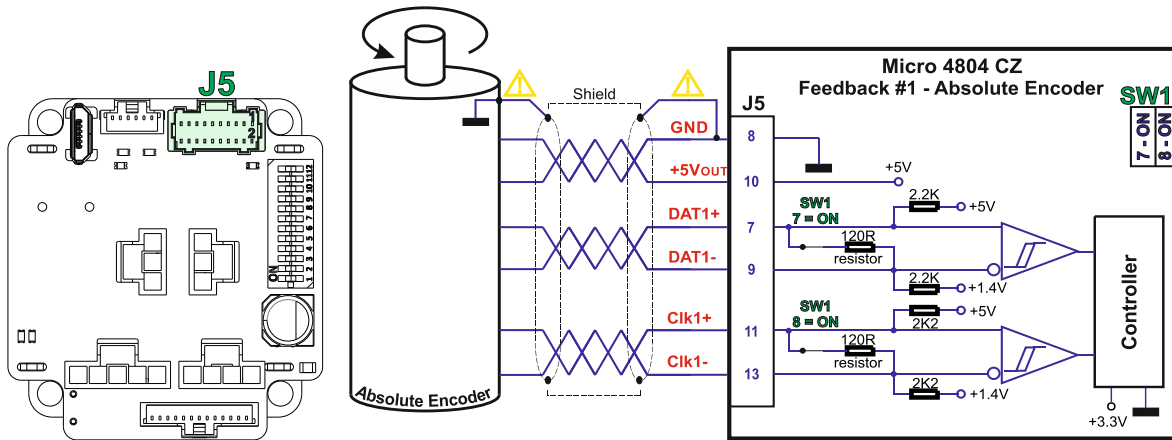 J5
1
2
12
11
10
9
8
7
6
5
4
3
2
1
ON
Absolute Encoder
Shield
GND
+5VOUT
DAT1+
DAT1-
Clk1+
Clk1-
Micro 4804 CZ
Feedback #1 - Absolute Encoder
SW1
7 - ON
8 - ON
J5
8
10
7
9
11
13
+5V
SW1
7 = ON
2.2K
+5V
120R
resistor
2.2K
+1.4V
SW1
8 = ON
+5V
2K2
120R
resistor
2K2
+1.4V
Controller
+3.3V